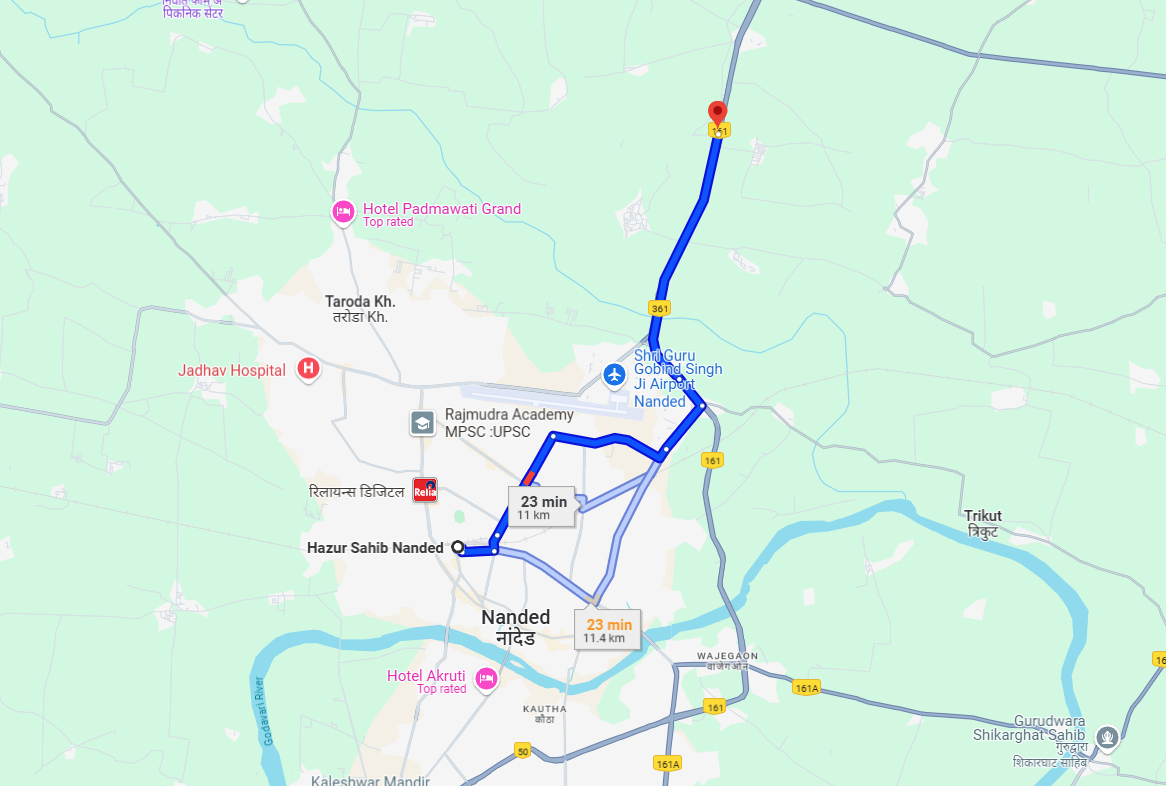 पिकनिक सेंटर
161
Hotel Padmawati Grand
Top rated
Taroda Kh.
तरोडा Kh.
361
Shri Guru
Gobind Singh
Ji Airport
Nanded
Jadhav Hospital
H
Rajmudra Academy
MPSC :UPSC
161
रिलायन्स डिजिटल
23 min
11 km
Trikut
त्रिकुट
Hazur Sahib Nanded
Nanded
नांदेड
23 min
11.4 km
WAJEGAON
वाजेगओन
Hotel Akruti
Top rated
161A
Godavari River
KAUTHA
कौठा
161
Gurudwara
Shikarghat Sahib
गुरुद्वारा
शिकारघाट साहिब
50
161A
Kaleshwar Mandir